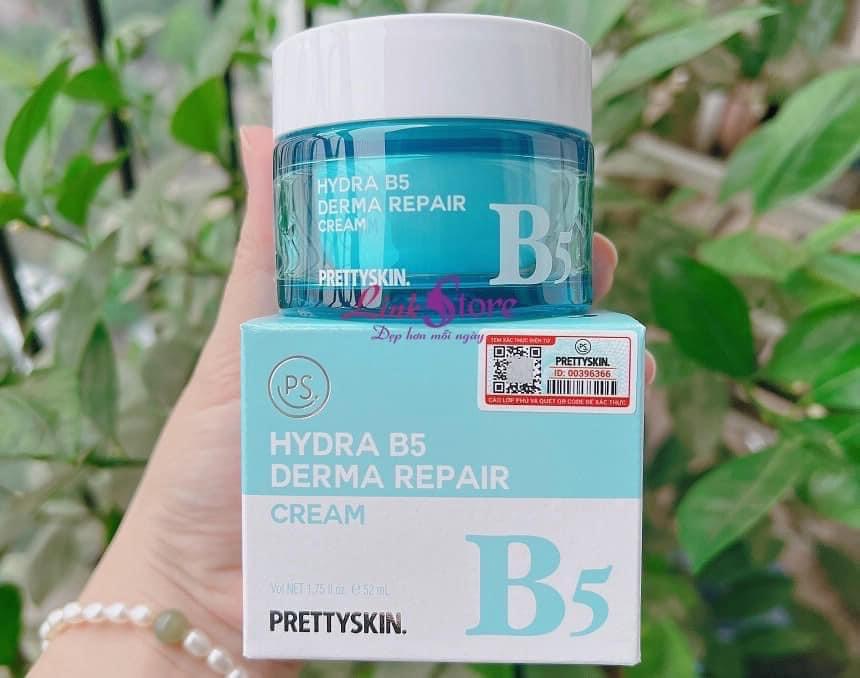 HYDRA B5
DERMA REPAIR
CREAM
B5
PRETTYSKIN.
Link Store
Đẹp hơn mỗi ngày
TEM XÁC THỰC ĐIỆN TỬ
PS.
PRETTYSKIN.
ID: 00396366
CÀO LỚP PHỦ VÀ QUÉT QR CODE ĐỂ XÁC THỰC
PS.
HYDRA B5
DERMA REPAIR
CREAM
Vol NET 1.75 fl oz. ℮ 52 mL
B5
PRETTYSKIN.